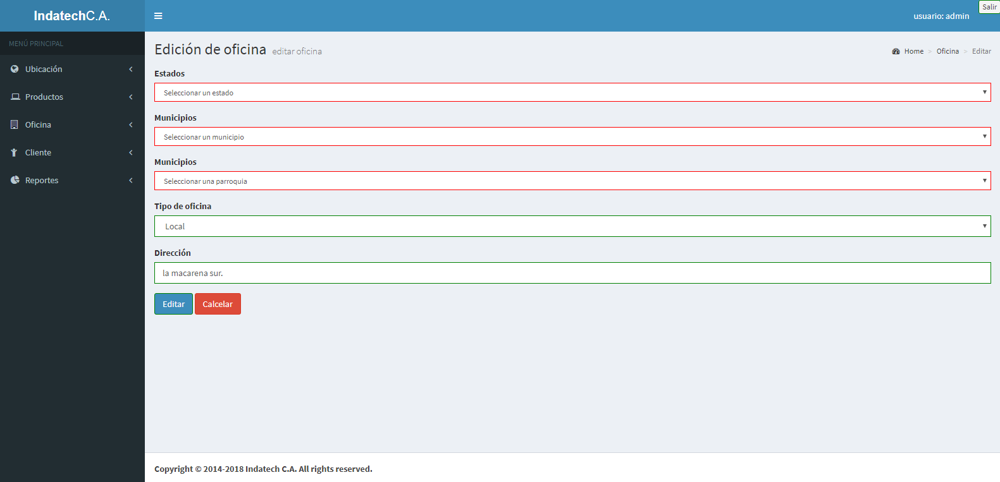 IndatechC.A.
usuario: admin
Salir
MENÚ PRINCIPAL
Ubicación
Productos
Oficina
Cliente
Reportes
Edición de oficina editar oficina
Home > Oficina > Editar
Estados
Seleccionar un estado
Municipios
Seleccionar un municipio
Municipios
Seleccionar una parroquia
Tipo de oficina
Local
Dirección
la macarena sur.
Editar
Calcelar
Copyright © 2014-2018 Indatech C.A. All rights reserved.